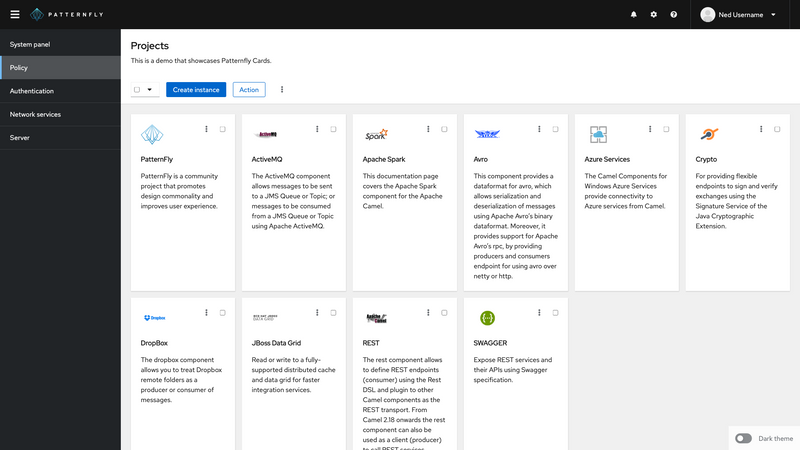 PATTERNFLY
Ned Username
System panel
Policy
Authentication
Network services
Server
Projects
This is a demo that showcases Patternfly Cards.
Create instance
Action
PatternFly
PatternFly is a community
project that promotes
design commonality and
improves user experience.
ActiveMQ
ActiveMQ
The ActiveMQ component
allows messages to be sent
to a JMS Queue or Topic; or
messages to be consumed
from a JMS Queue or Topic
using Apache ActiveMQ.
Spark
Apache Spark
This documentation page
covers the Apache Spark
component for the Apache
Camel.
Avro
This component provides a
dataformat for avro, which
allows serialization and
deserialization of messages
using Apache Avro's binary
dataformat. Moreover, it
provides support for Apache
Avro's rpc, by providing
producers and consumers
endpoint for using avro over
netty or http.
Azure Services
The Camel Components for
Windows Azure Services
provide connectivity to
Azure services from Camel.
Crypto
For providing flexible
endpoints to sign and verify
exchanges using the
Signature Service of the
Java Cryptographic
Extension.
Dropbox
DropBox
The dropbox component
allows you to treat Dropbox
remote folders as a
producer or consumer of
messages.
RED HAT JBOSS
DATA GRID
JBoss Data Grid
Read or write to a fully-
supported distributed cache
and data grid for faster
integration services.
Apache
Camel
REST
The rest component allows
to define REST endpoints
(consumer) using the Rest
DSL and plugin to other
Camel components as the
REST transport. From
Camel 2.18 onwards the rest
component can also be
used as a client (producer)
to call REST services.
SWAGGER
Expose REST services and
their APIs using Swagger
specification.
Dark theme